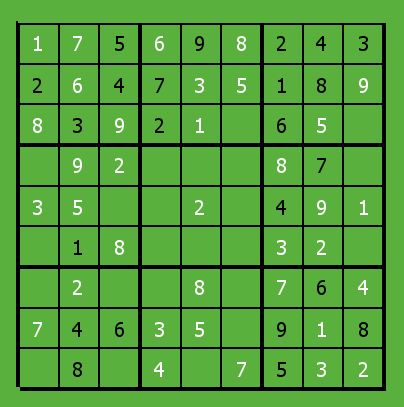 1 7 5 6 9 8 2 4 3
2 6 4 7 3 5 1 8 9
8 3 9 2 1 6 5
9 2 8 7
3 5 2 4 9 1
1 8 3 2
2 8 7 6 4
7 4 6 3 5 9 1 8
8 4 7 5 3 2